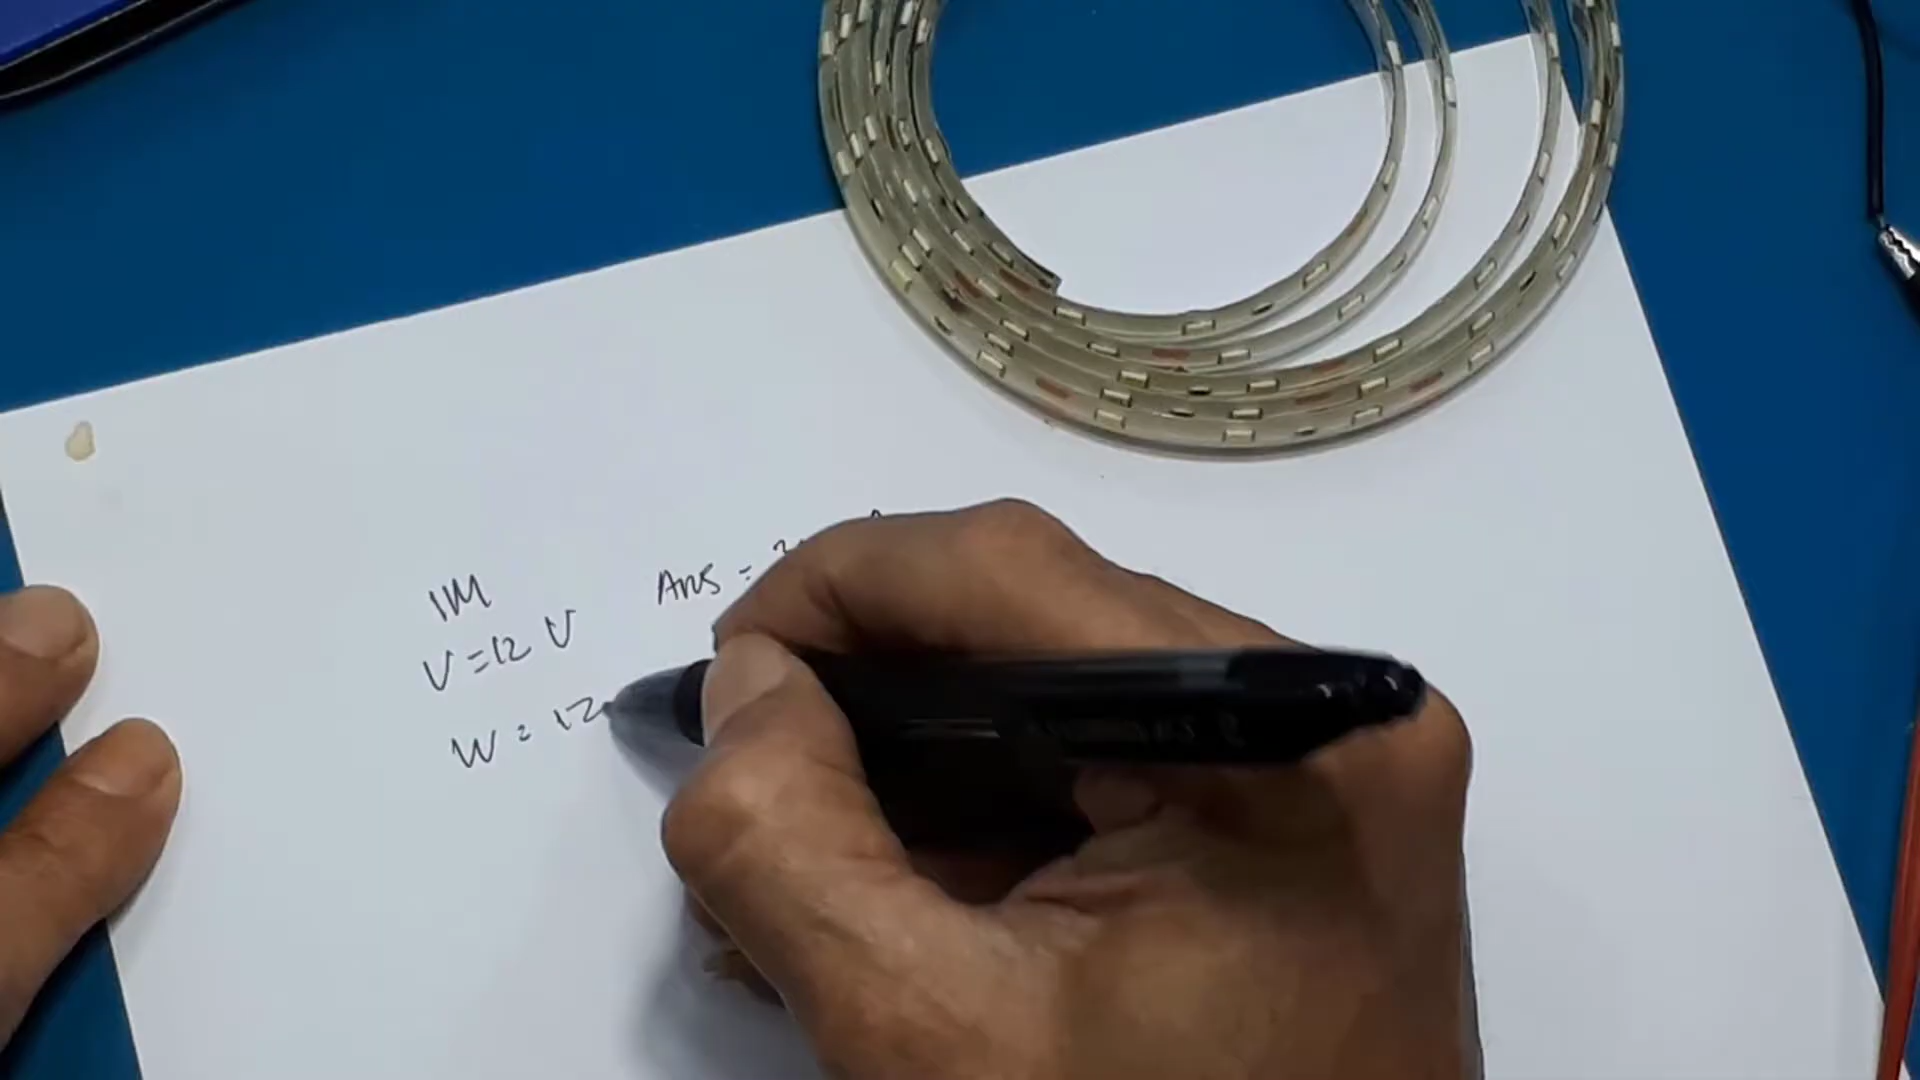 1M
V=12 V
Ans =
W = 12